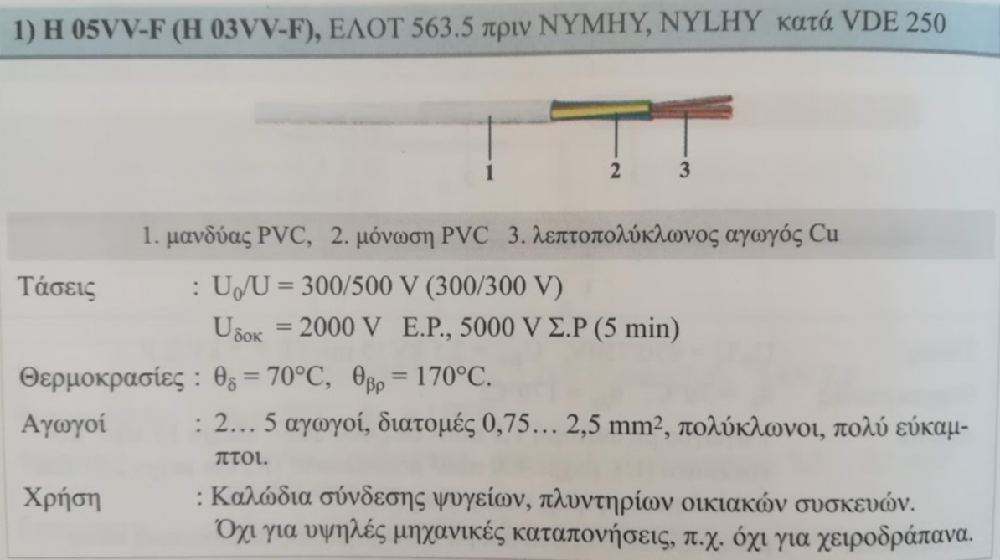 1) H 05VV-F (H 03VV-F), ΕΛΟΤ 563.5 πριν NYMHY, NYLHY κατά VDE 250
1 2 3
1. μανδύας PVC, 2. μόνωση PVC 3. λεπτοπολύκλωνος αγωγός Cu
Τάσεις : U₀/U = 300/500 V (300/300 V)
Uδοκ = 2000 V Ε.Ρ., 5000 V Σ.Ρ (5 min)
Θερμοκρασίες : θδ = 70°C, θβρ = 170°C.
Αγωγοί : 2... 5 αγωγοί, διατομές 0,75... 2,5 mm², πολύκλωνοι, πολύ εύκαμ-
πτοι.
Χρήση : Καλώδια σύνδεσης ψυγείων, πλυντηρίων οικιακών συσκευών.
Όχι για υψηλές μηχανικές καταπονήσεις, π.χ. όχι για χειροδράπανα.